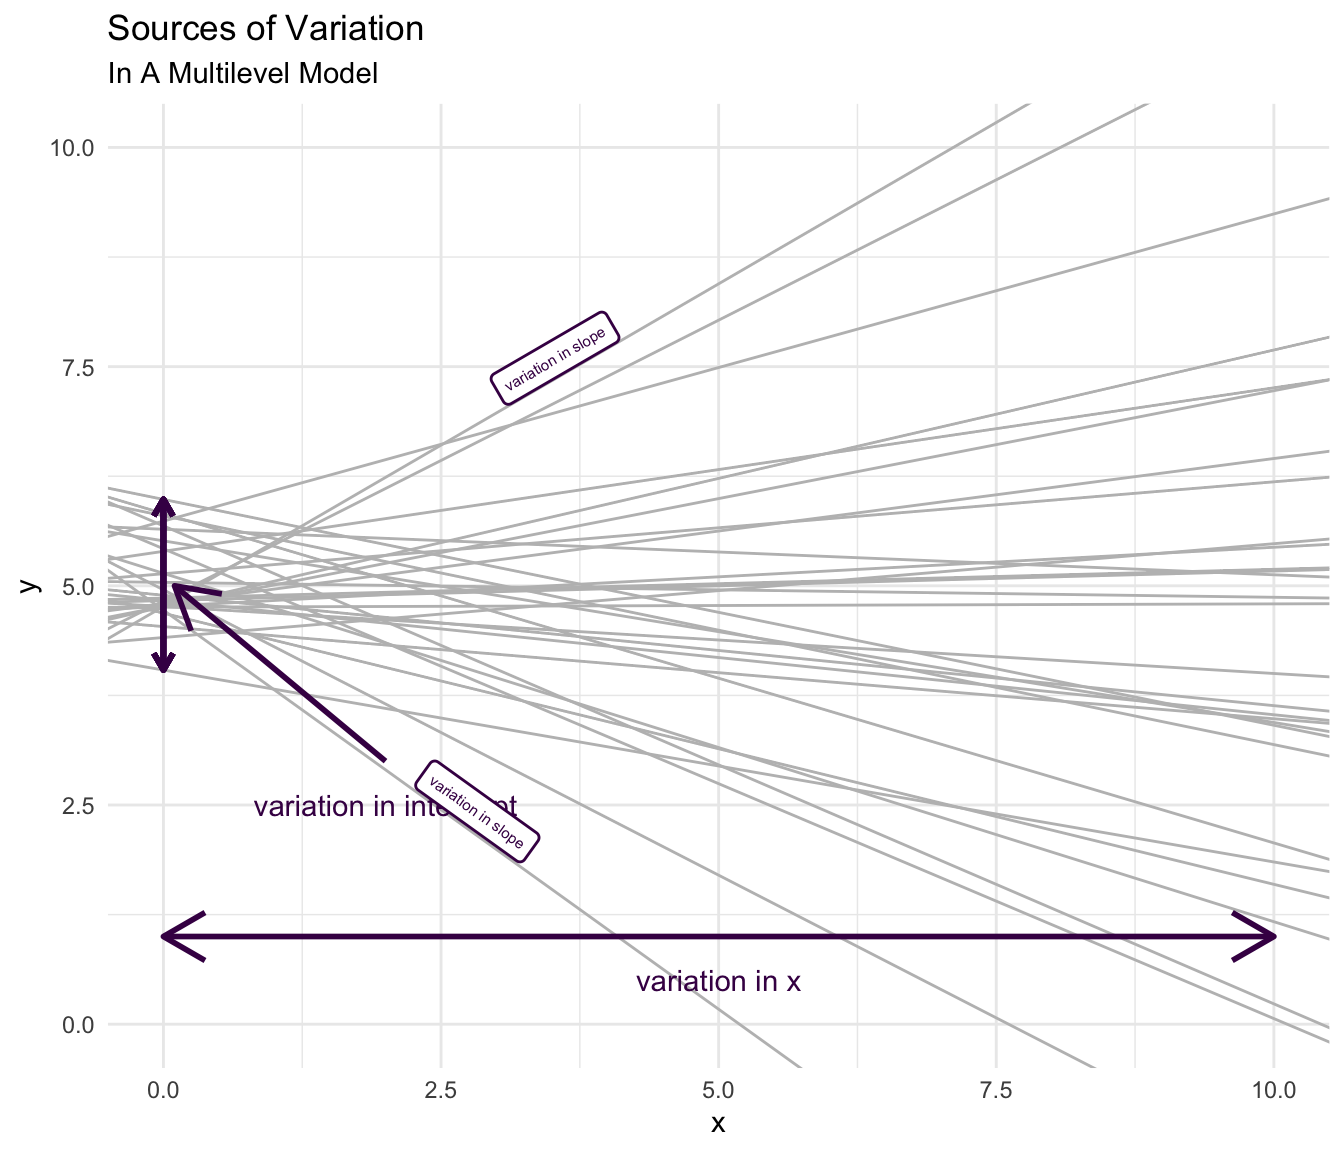 Sources of Variation
In A Multilevel Model
10.0
7.5
5.0
2.5
0.0
y
variation in slope
variation in slope
variation in
variation in x
0.0
2.5
5.0
7.5
10.0
x